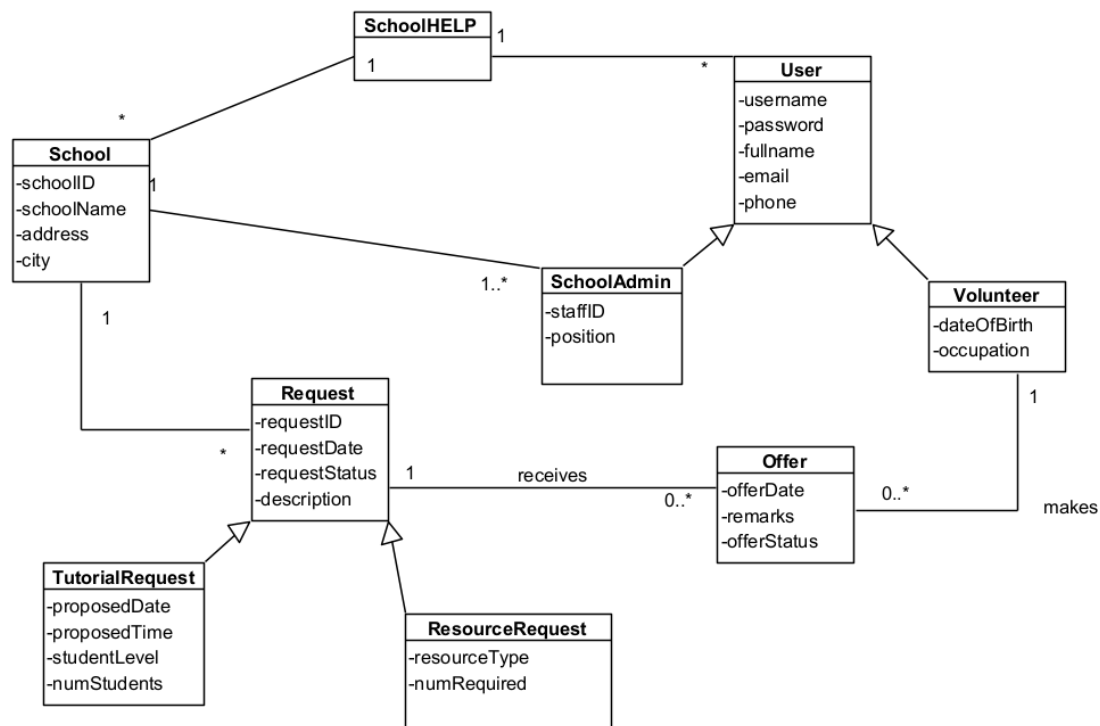 SchoolHELP
1
1
*
User
-username
-password
-fullname
-email
-phone
*
School
-schoolID
-schoolName
-address
-city
1
1..*
SchoolAdmin
-staffID
-position
Volunteer
-dateOfBirth
-occupation
1
1
Request
-requestID
-requestDate
-requestStatus
-description
*
1
receives
0..*
Offer
-offerDate
-remarks
-offerStatus
0..*
makes
TutorialRequest
-proposedDate
-proposedTime
-studentLevel
-numStudents
ResourceRequest
-resourceType
-numRequired